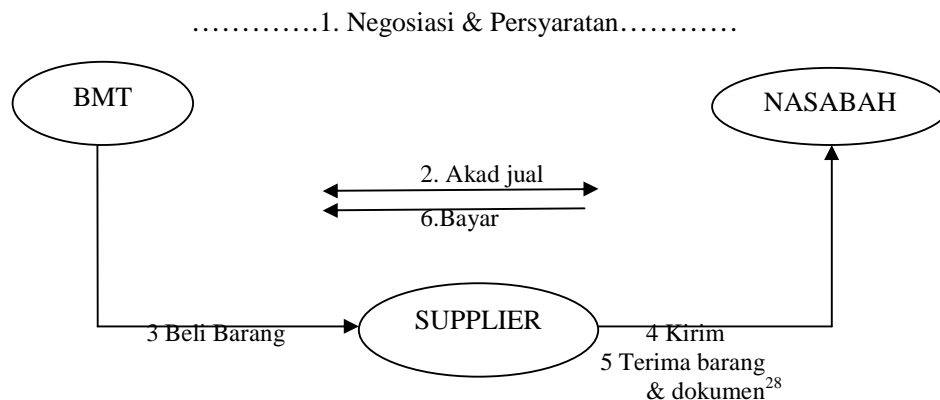 ………….1. Negosiasi & Persyaratan…………
BMT
NASABAH
2. Akad jual
6.Bayar
SUPPLIER
3 Beli Barang
4 Kirim
5 Terima barang
& dokumen28